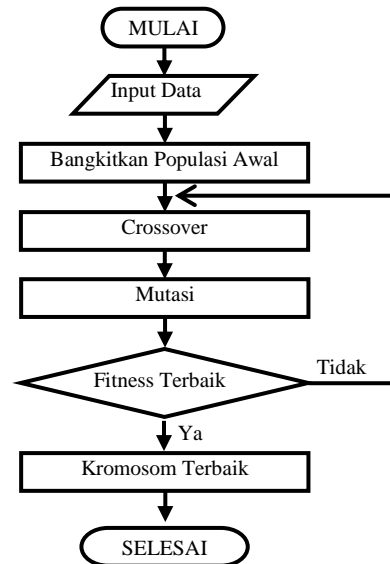 MULAI
Input Data
Bangkitkan Populasi Awal
Crossover
Mutasi
Fitness Terbaik
Tidak
Ya
Kromosom Terbaik
SELESAI